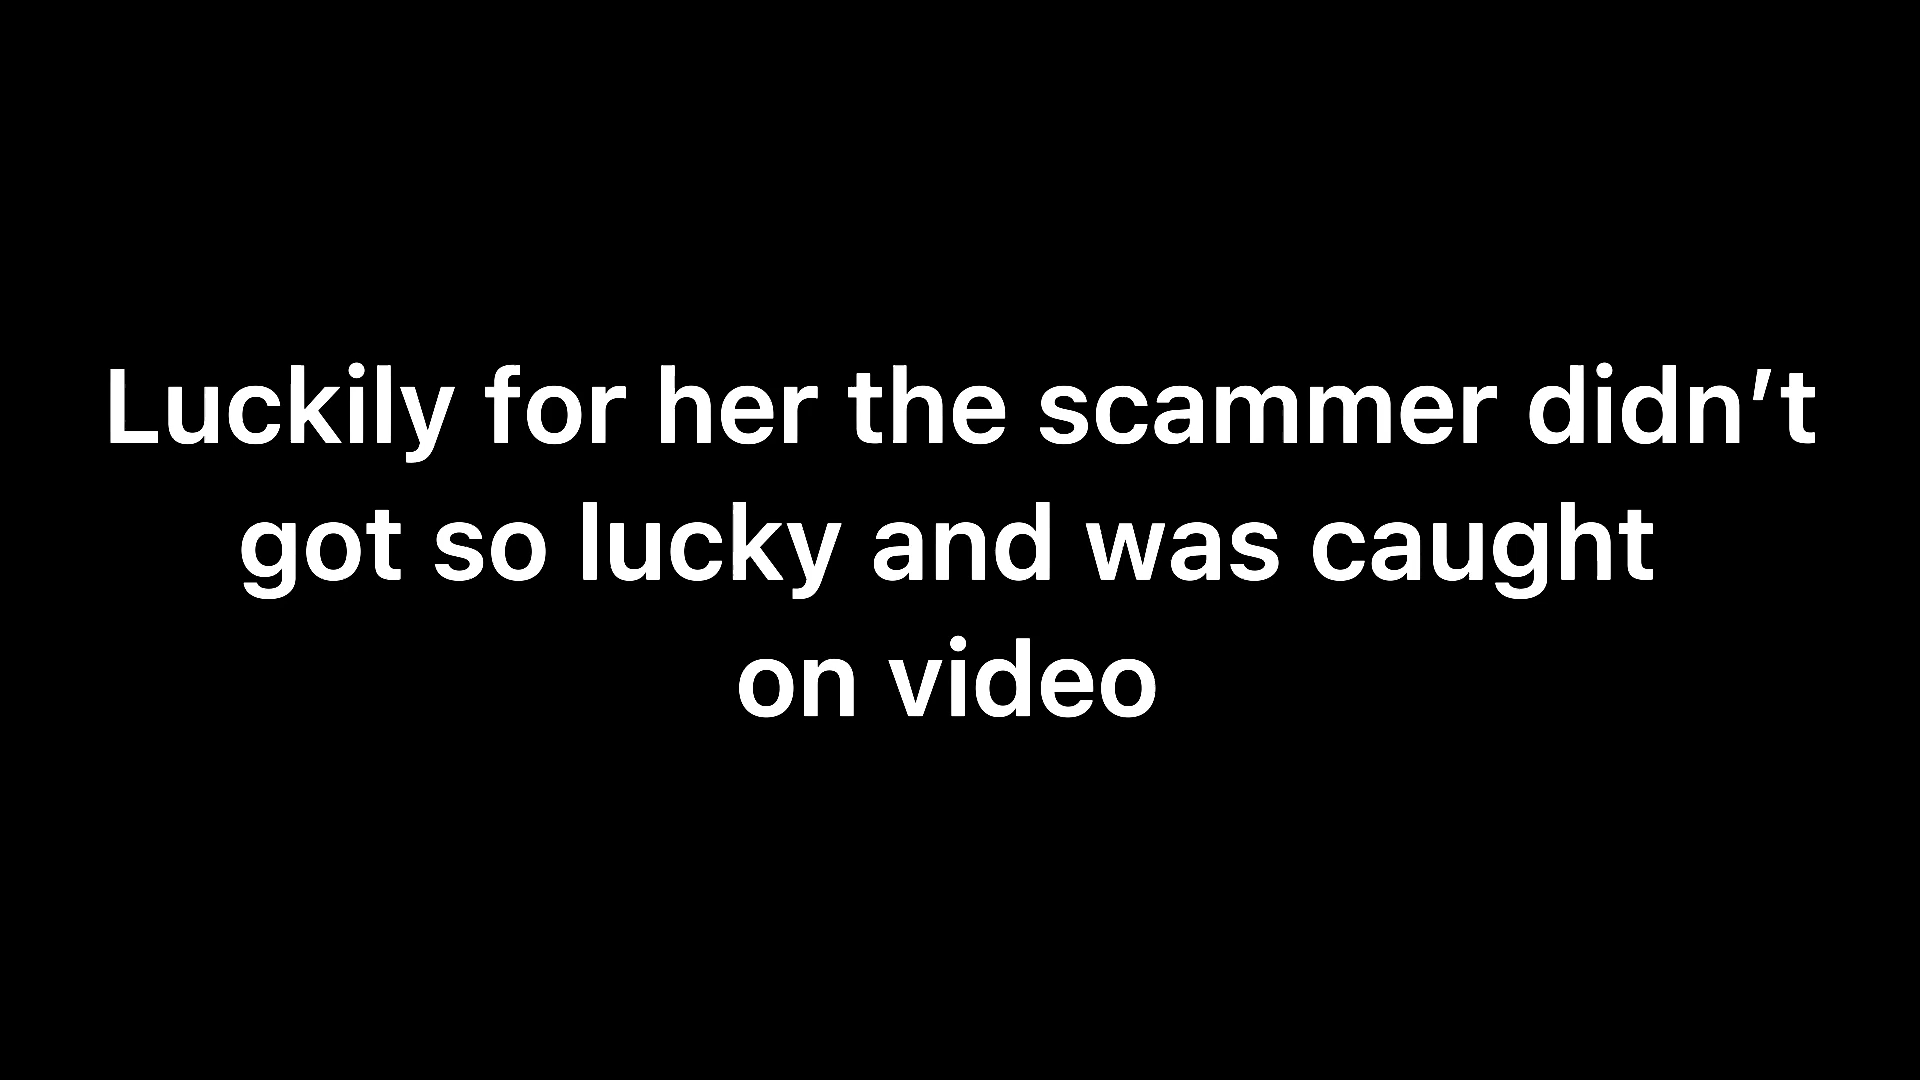 Luckily for her the scammer didn’t
got so lucky and was caught
on video